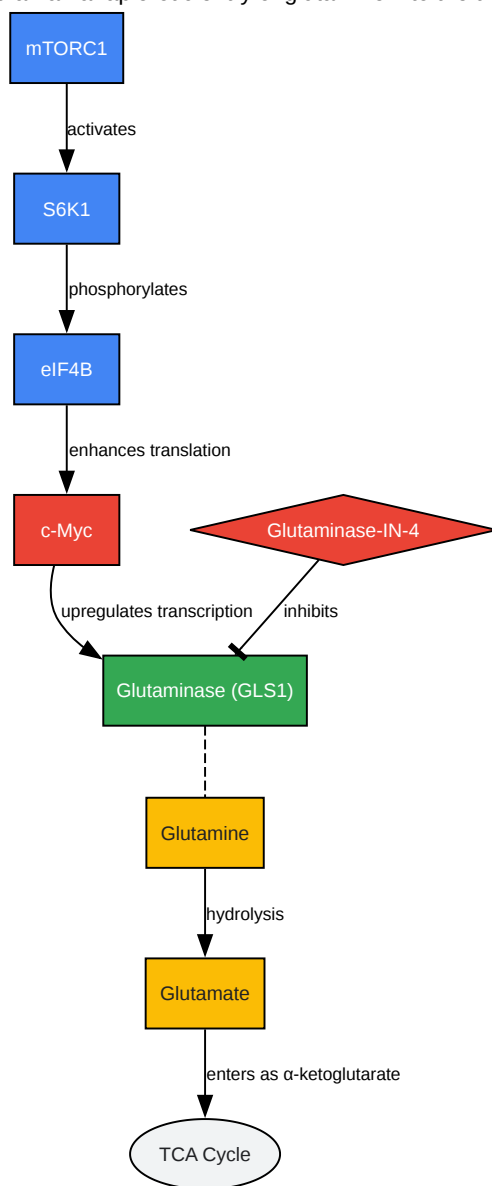 mTORC1
activates
S6K1
phosphorylates
eIF4B
enhances translation
c-Myc
Glutaminase-IN-4
upregulates transcription
inhibits
Glutaminase (GLS1)
Glutamine
hydrolysis
Glutamate
enters as α-ketoglutarate
TCA Cycle